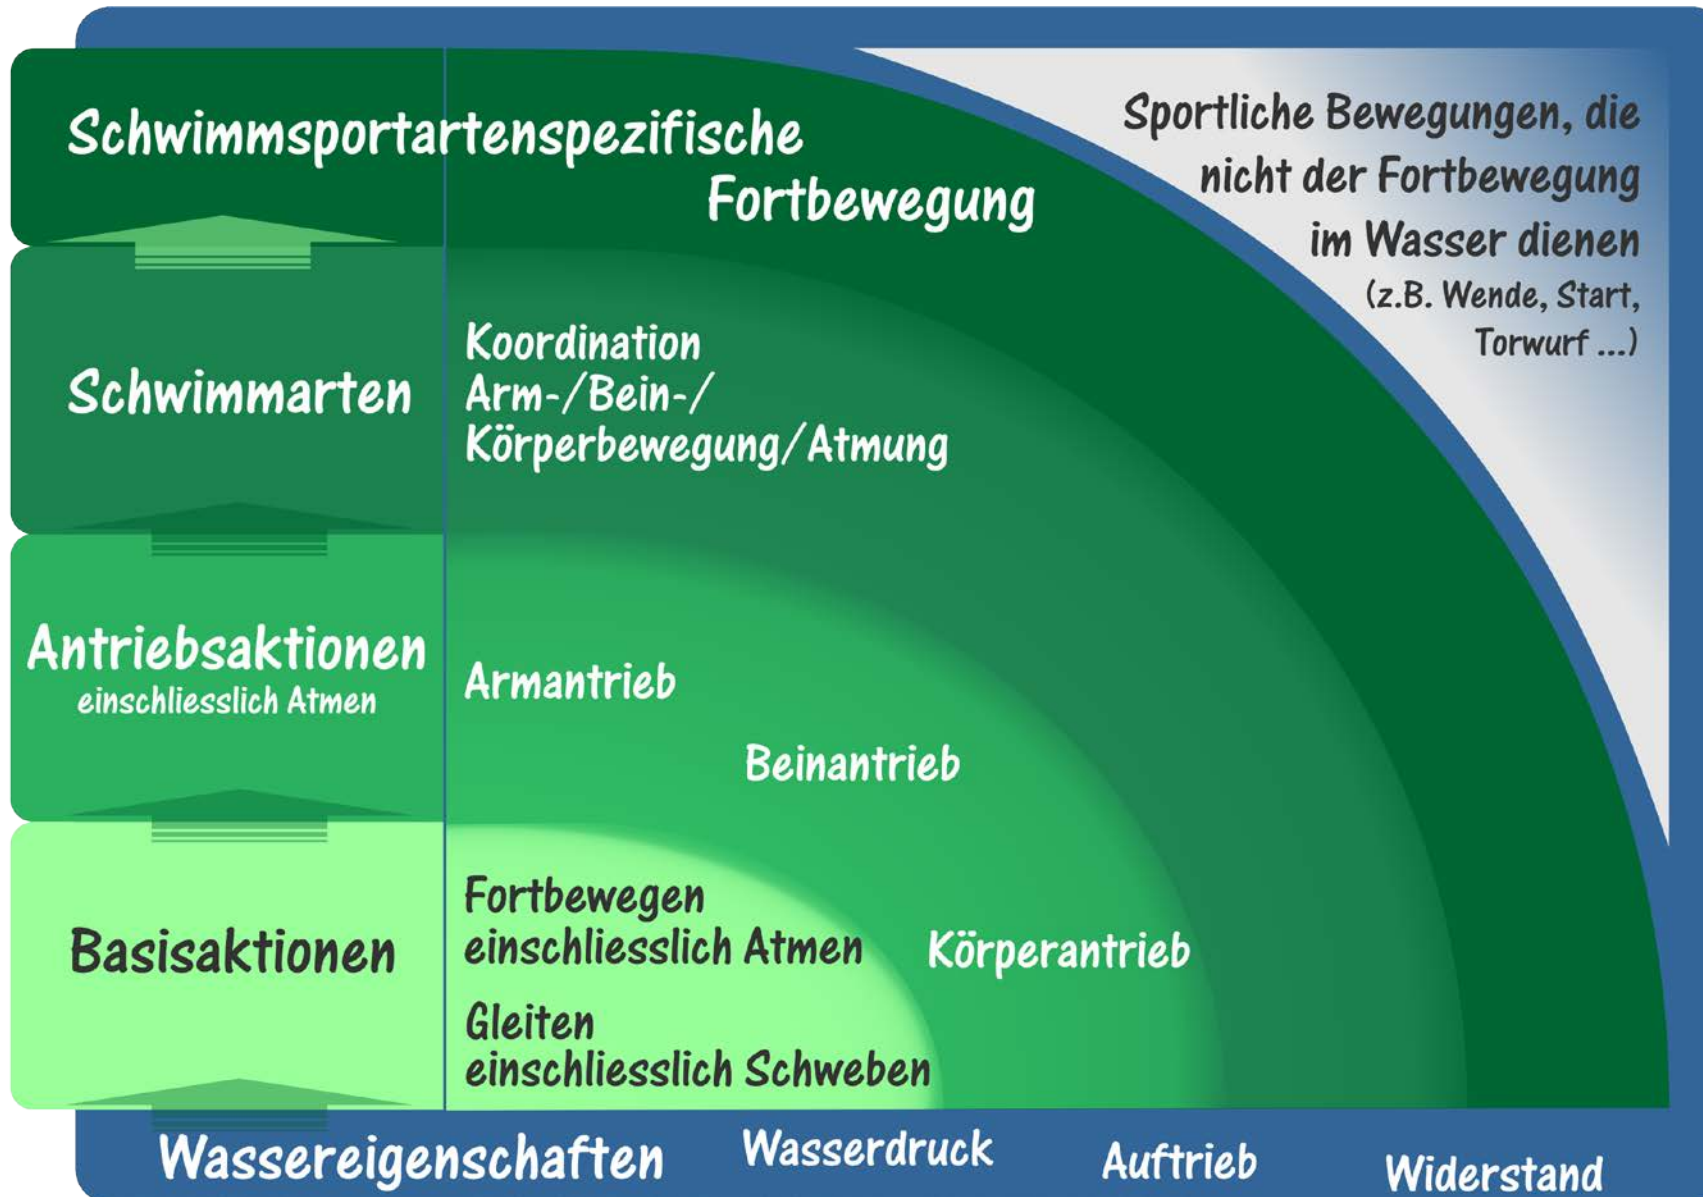 Schwimmsportartenspezifische
Fortbewegung
Sportliche Bewegungen, die
nicht der Fortbewegung
im Wasser dienen
(z.B. Wende, Start,
Torwurf ...)
Schwimmarten
Koordination
Arm-/Bein-/
Körperbewegung/Atmung
Antriebsaktionen
einschliesslich Atmen
Armantrieb
Beinantrieb
Körperantrieb
Basisaktionen
Fortbewegen
einschliesslich Atmen
Gleiten
einschliesslich Schweben
Wassereigenschaften
Wasserdruck
Auftrieb
Widerstand